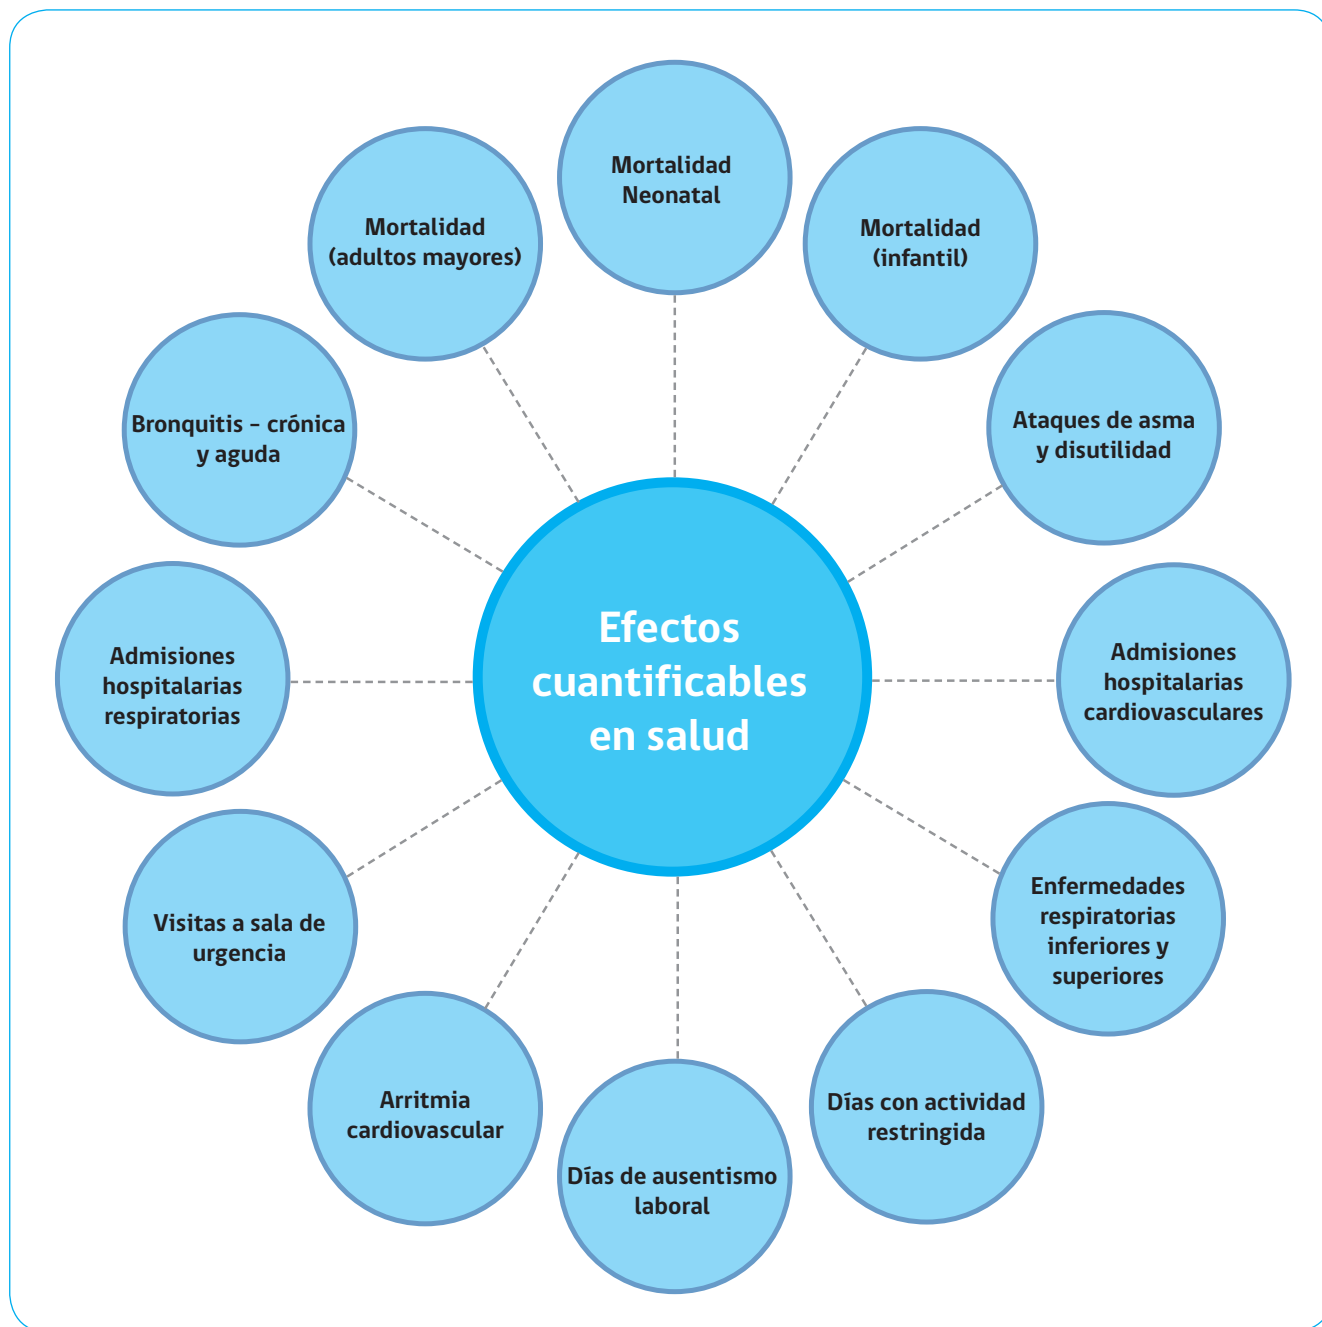 Mortalidad
Neonatal
Mortalidad
(infantil)
Ataques de asma
y disutilidad
Admisiones
hospitalarias
cardiovasculares
Enfermedades
respiratorias
inferiores y
superiores
Días con actividad
restringida
Días de ausentismo
laboral
Arritmia
cardiovascular
Visitas a sala de
urgencia
Admisiones
hospitalarias
respiratorias
Bronquitis – crónica
y aguda
Mortalidad
(adultos mayores)
Efectos
cuantificables
en salud